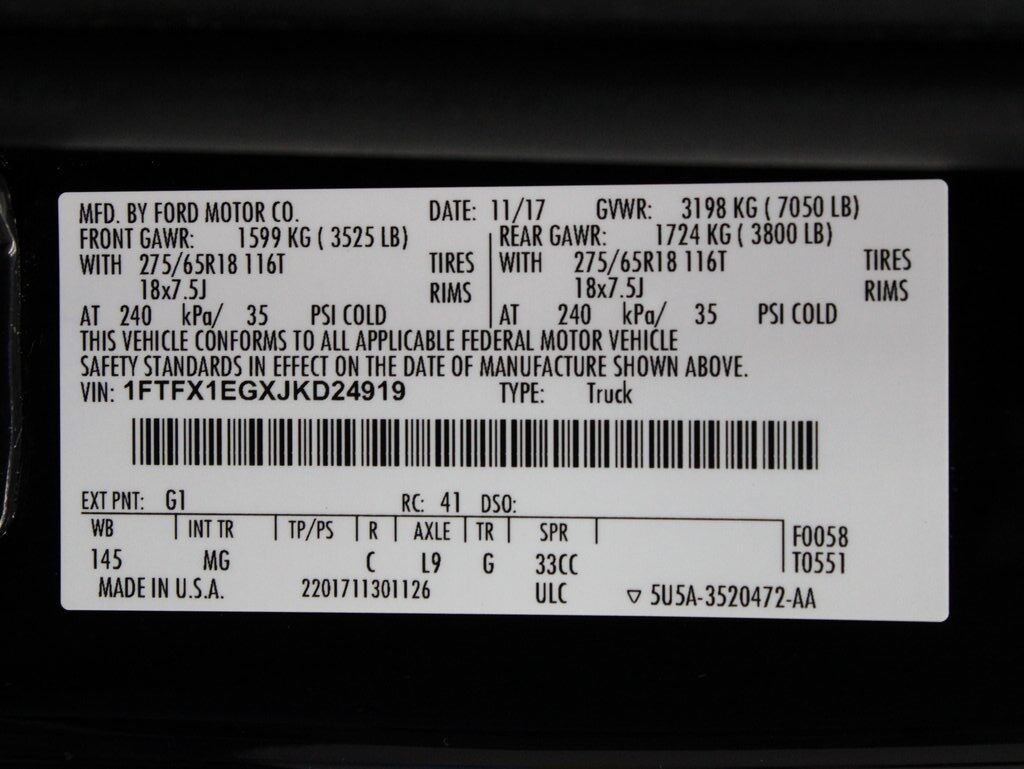 MFD. BY FORD MOTOR CO. DATE: 11/17 GVWR: 3198 KG ( 7050 LB)
FRONT GAWR: 1599 KG ( 3525 LB) REAR GAWR: 1724 KG ( 3800 LB)
WITH 275/65R18 116T TIRES WITH 275/65R18 116T TIRES
18x7.5J RIMS 18x7.5J RIMS
AT 240 kPa/ 35 PSI COLD AT 240 kPa/ 35 PSI COLD
THIS VEHICLE CONFORMS TO ALL APPLICABLE FEDERAL MOTOR VEHICLE
SAFETY STANDARDS IN EFFECT ON THE DATE OF MANUFACTURE SHOWN ABOVE.
VIN: 1FTFX1EGXJKD24919 TYPE: Truck
EXT PNT: G1 RC: 41 DSO:
WB INT TR TP/PS R AXLE TR SPR F0058
145 MG C L9 G 33CC T0551
MADE IN U.S.A. 2201711301126 ULC ▽ 5U5A-3520472-AA